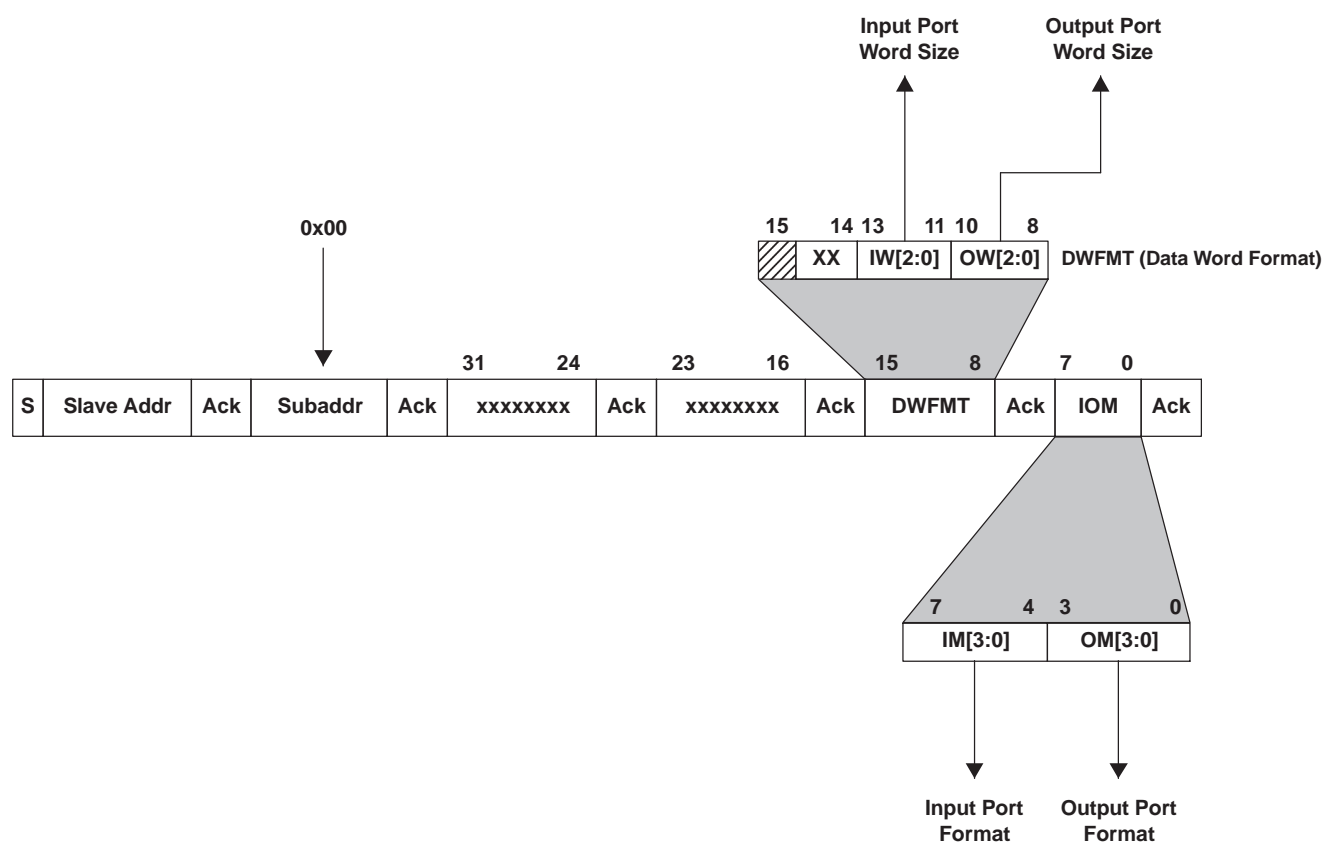 Input Port
Word Size
Output Port
Word Size
0x00
15 14 13 11 10 8
XX IW[2:0] OW[2:0] DWFMT (Data Word Format)
31 24 23 16 15 8 7 0
S Slave Addr Ack Subaddr Ack xxxxxxxx Ack xxxxxxxx Ack DWFMT Ack IOM Ack
7 4 3 0
IM[3:0] OM[3:0]
Input Port
Format
Output Port
Format